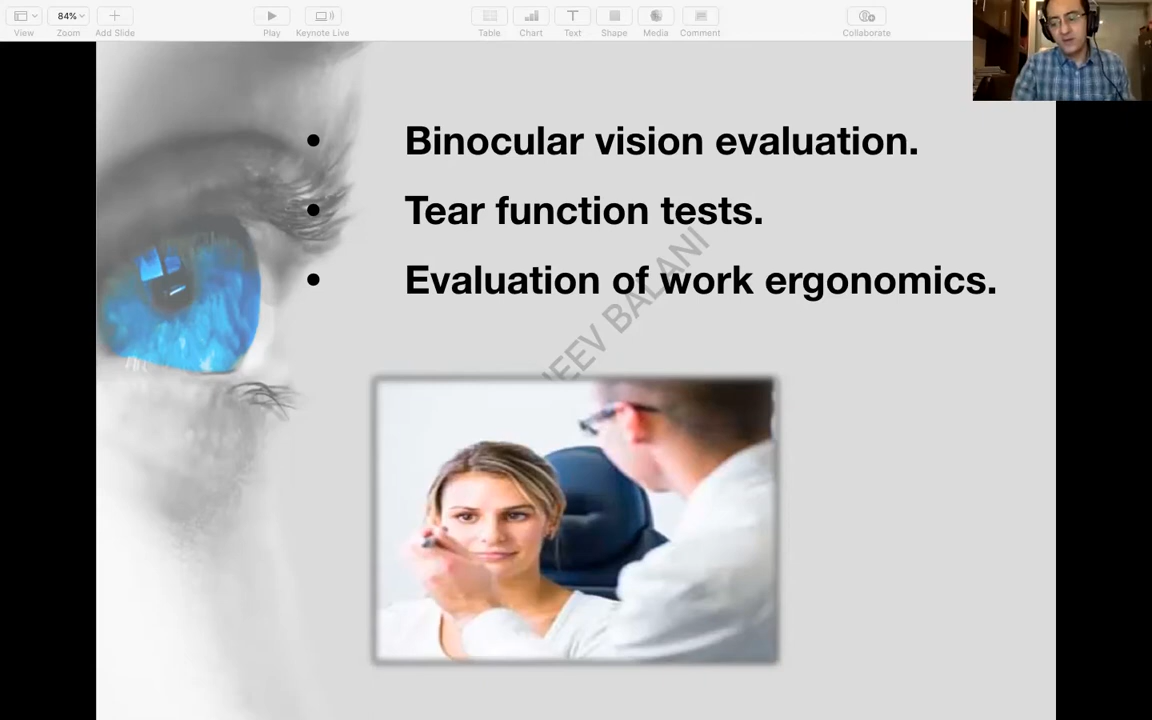 84%
View
Zoom
Add Slide
Play
Keynote Live
Table
Chart
Text
Shape
Media
Comment
Collaborate
• Binocular vision evaluation.
• Tear function tests.
• Evaluation of work ergonomics.
BALANI